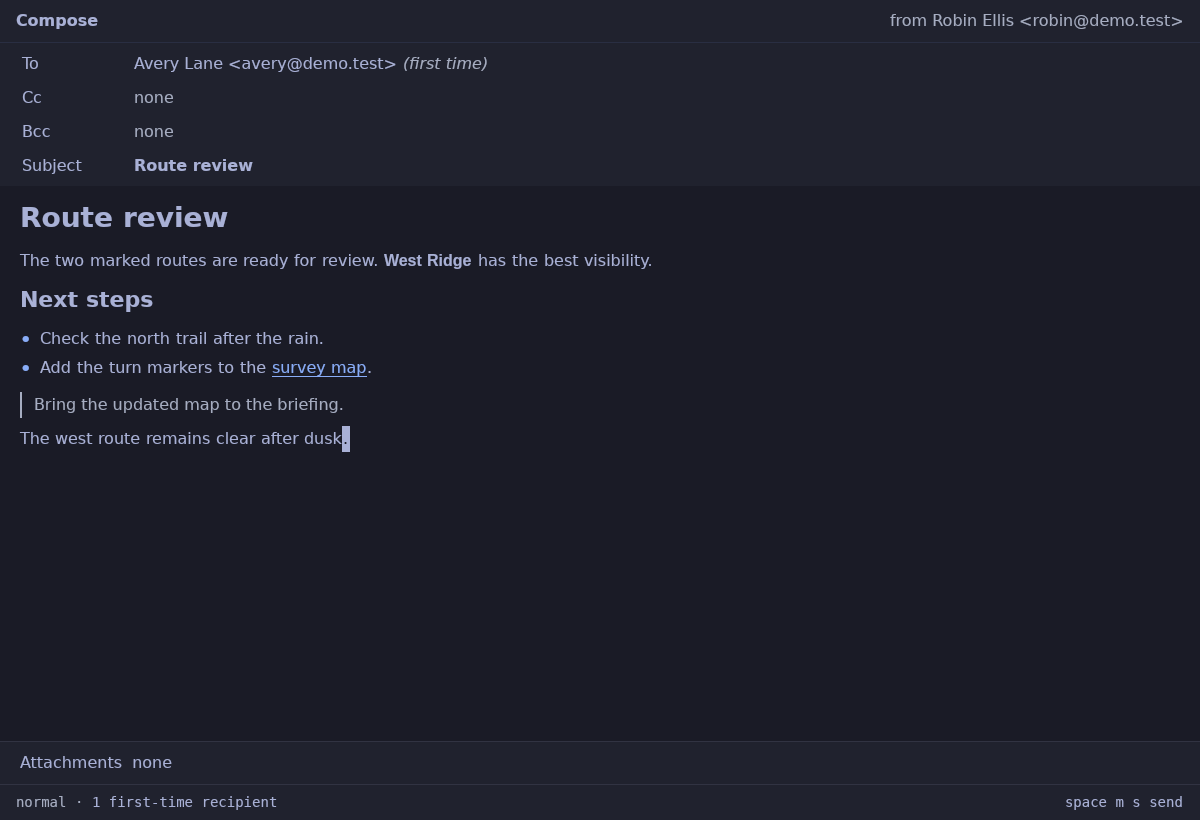 Compose
from Robin Ellis <robin@demo.test>
To Avery Lane <avery@demo.test> (first time)
Cc none
Bcc none
Subject Route review
Route review
The two marked routes are ready for review. West Ridge has the best visibility.
Next steps
• Check the north trail after the rain.
• Add the turn markers to the survey map.
Bring the updated map to the briefing.
The west route remains clear after dusk.
Attachments none
normal · 1 first-time recipient
space m s send